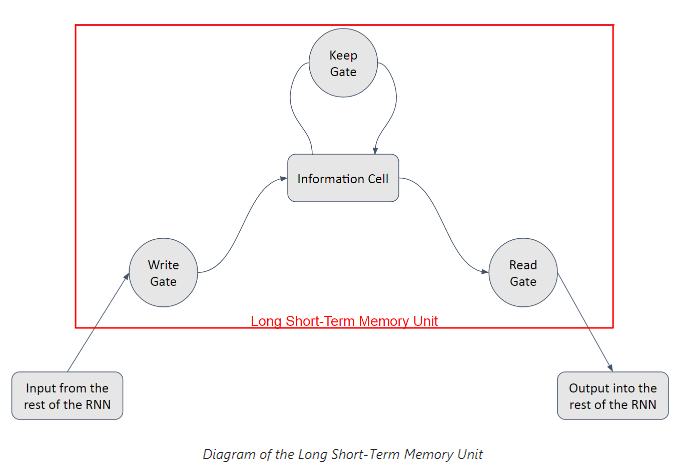 Keep
Gate
Information Cell
Write
Gate
Read
Gate
Long Short-Term Memory Unit
Input from the
rest of the RNN
Output into the
rest of the RNN
Diagram of the Long Short-Term Memory Unit